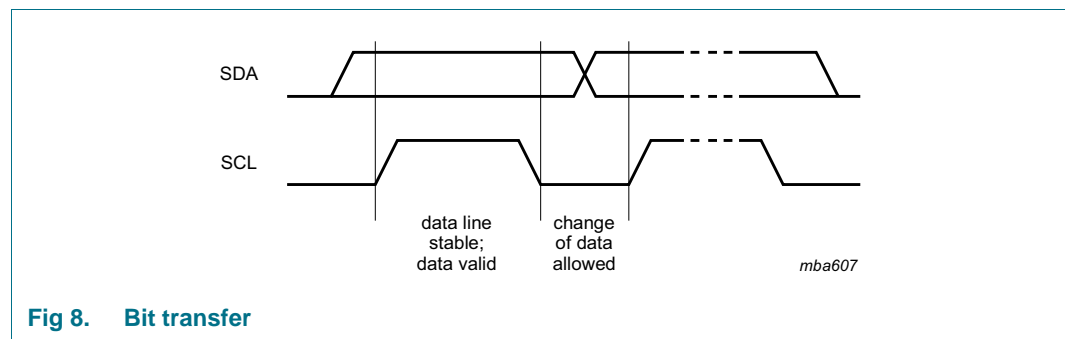 SDA
SCL
data line
stable;
data valid
change
of data
allowed
mba607
Fig 8. Bit transfer